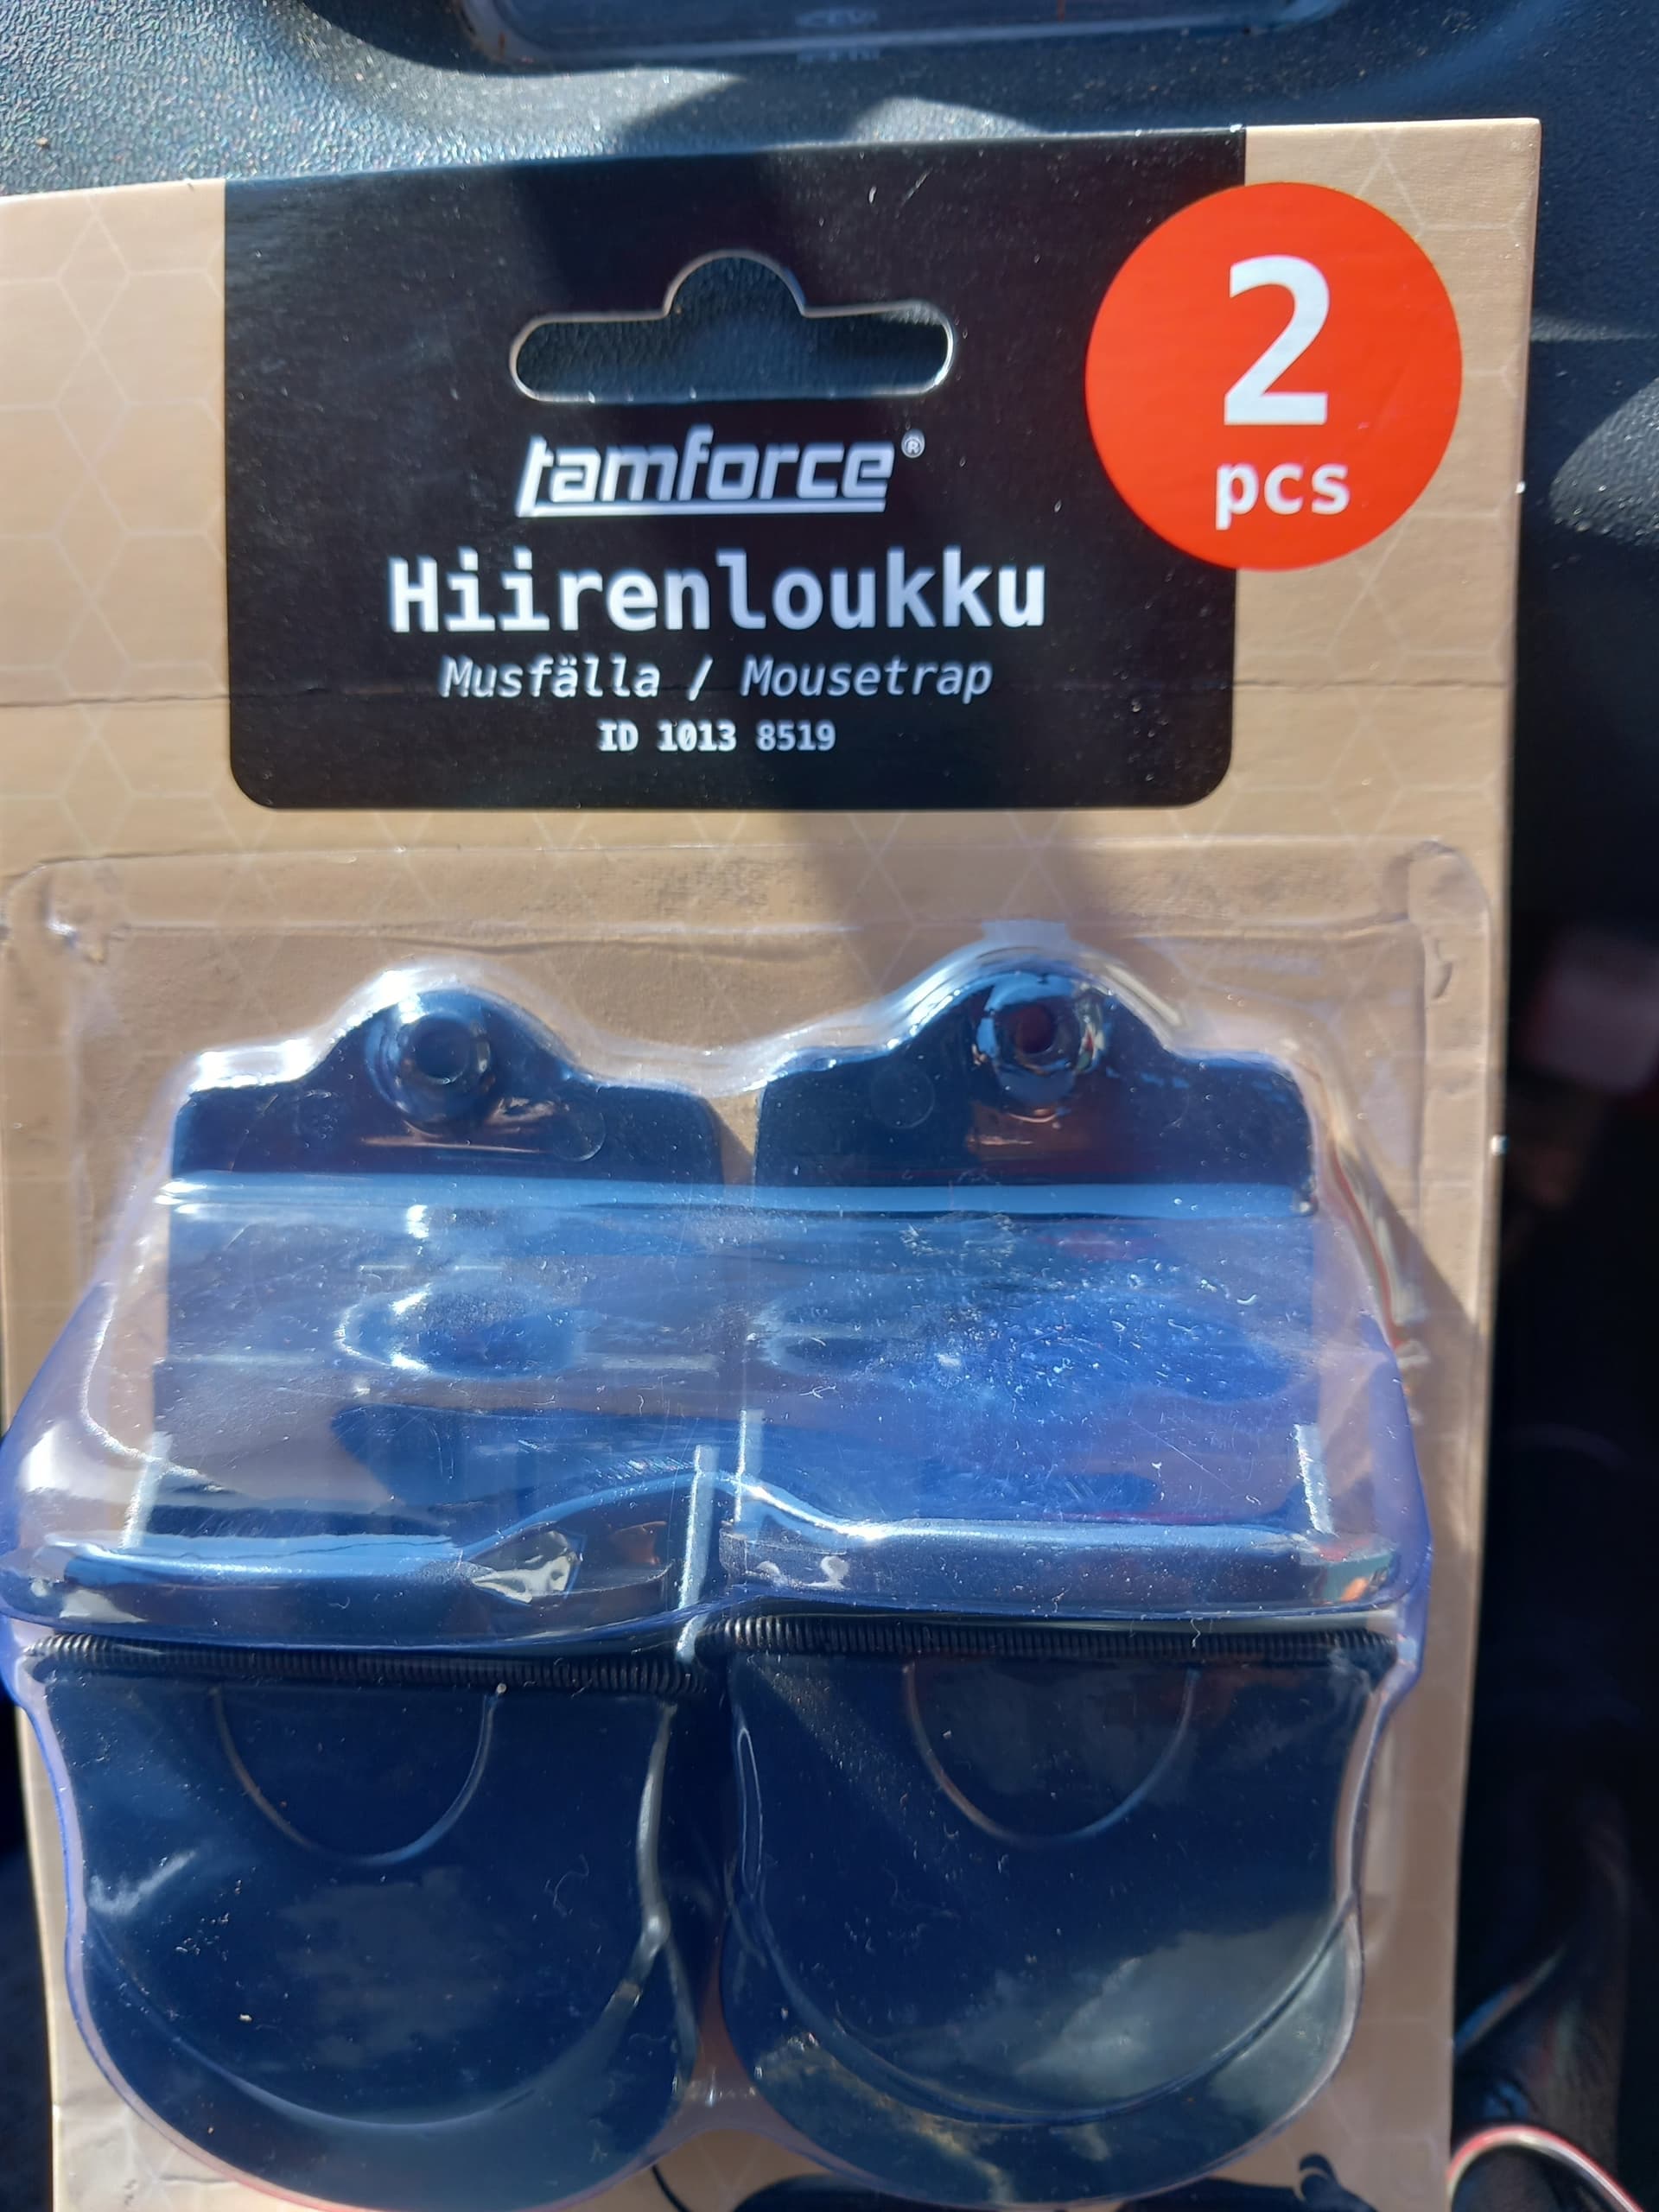 2
pcs
tamforce®
Hiirenloukku
Musfälla / Mousetrap
ID 1013 8519